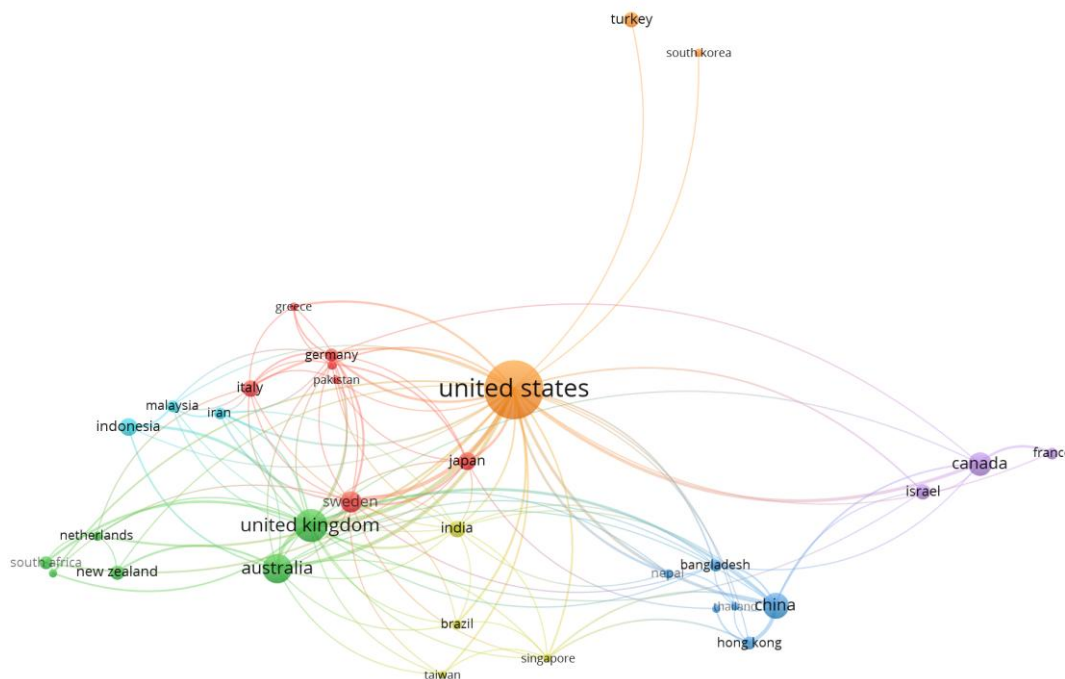 turkey
south korea
greece
germany
pakistan
italy
united states
malaysia
iran
indonesia
japan
canada
france
israel
sweden
united kingdom
india
netherlands
south africa
new zealand
australia
bangladesh
nepal
thailand
china
brazil
hong kong
singapore
taiwan